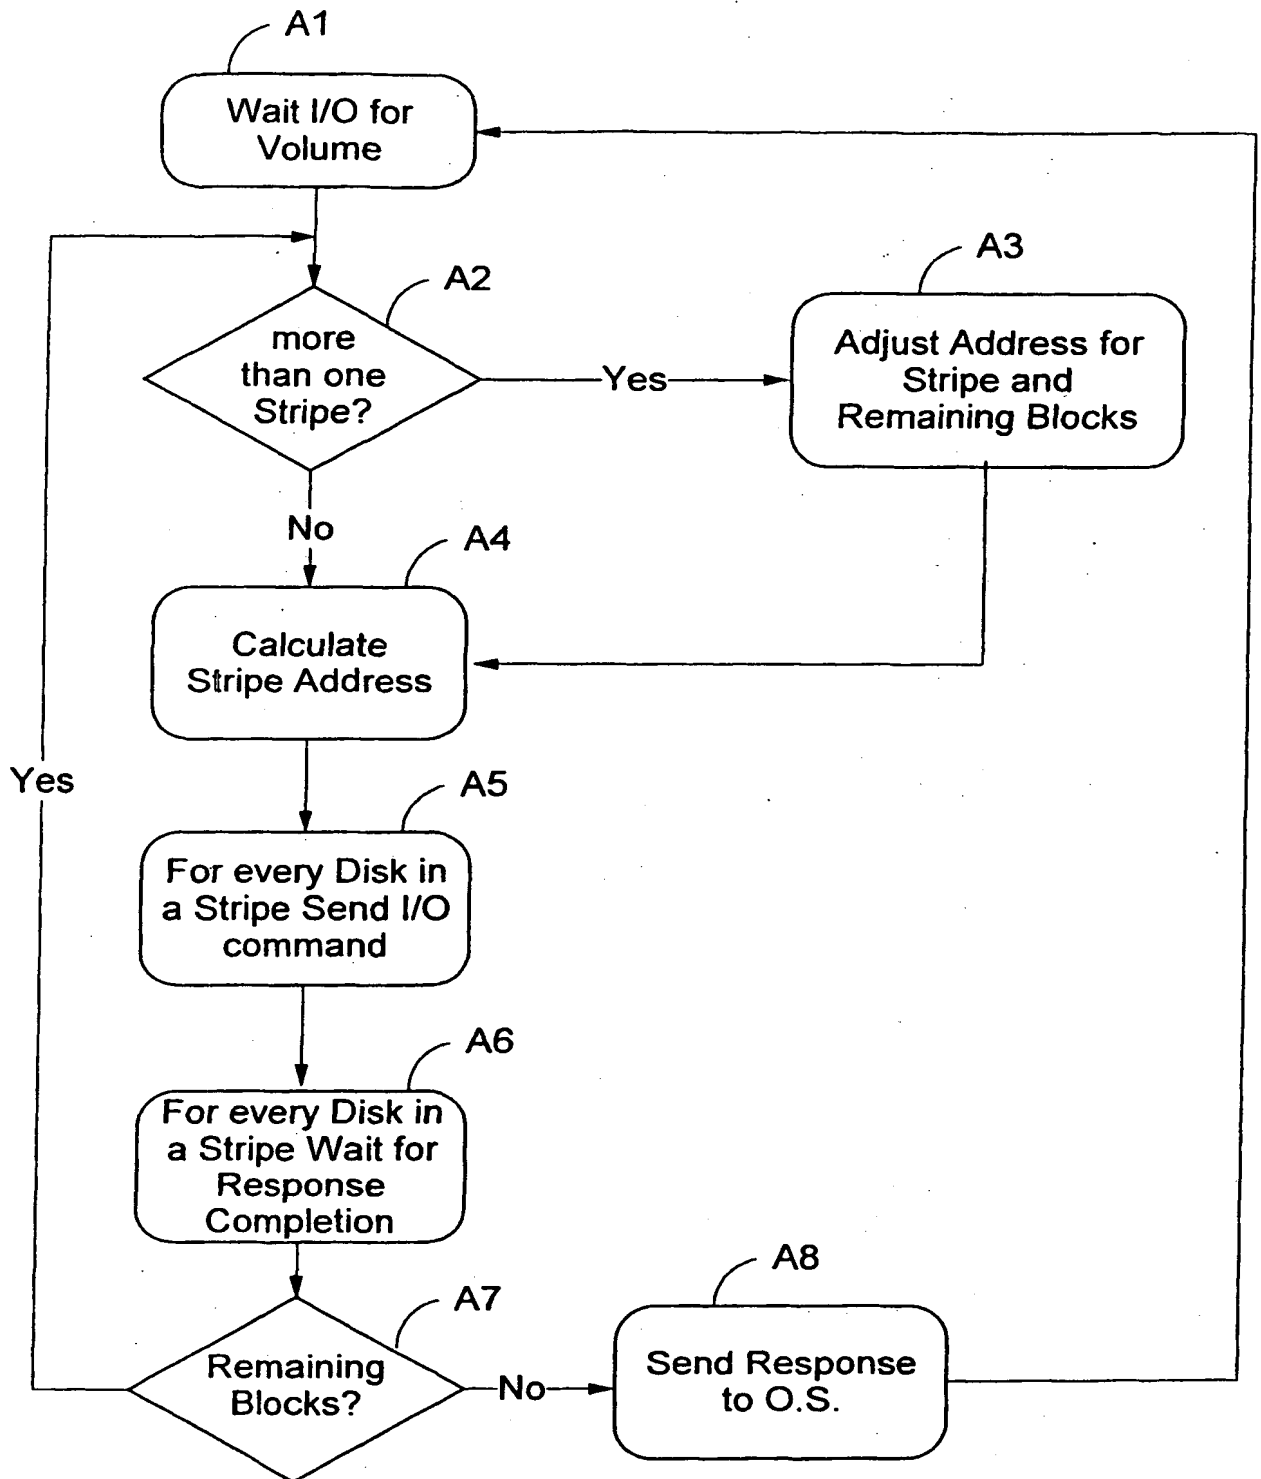 A1
Wait I/O for
Volume
A2
more
than one
Stripe?
Yes
A3
Adjust Address for
Stripe and
Remaining Blocks
No
A4
Calculate
Stripe Address
Yes
A5
For every Disk in
a Stripe Send I/O
command
A6
For every Disk in
a Stripe Wait for
Response
Completion
A7
Remaining
Blocks?
No
A8
Send Response
to O.S.